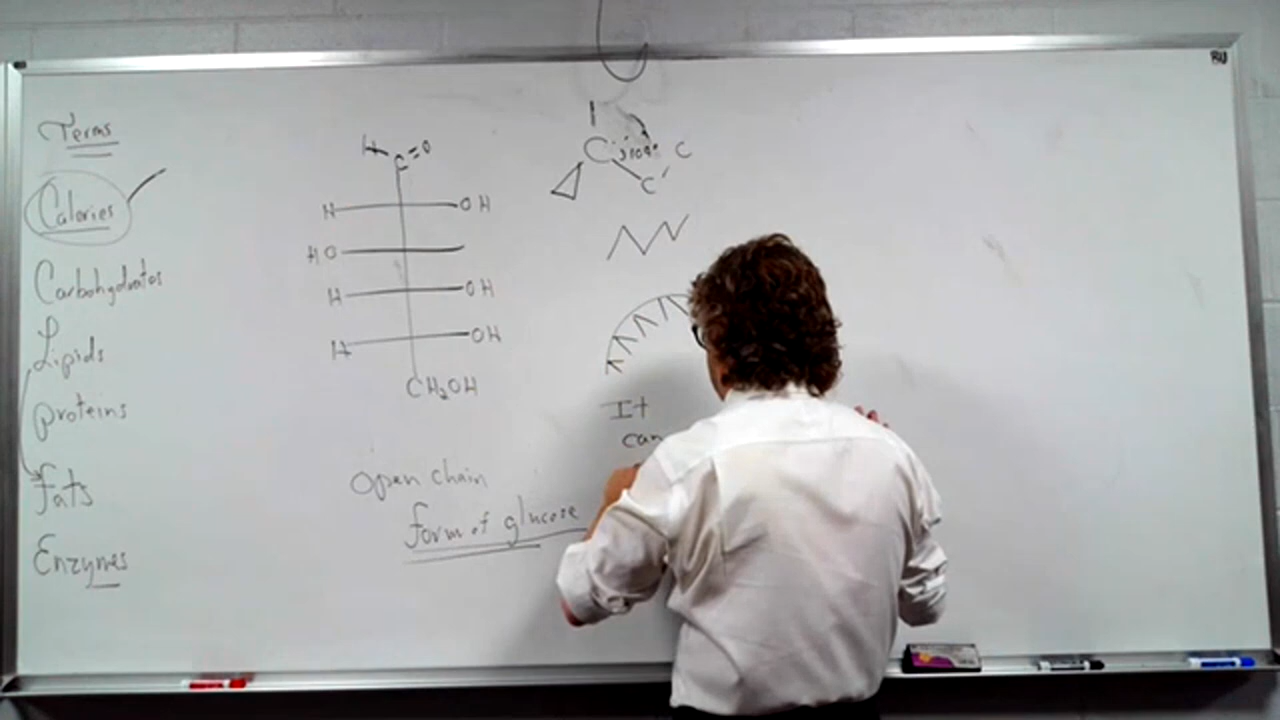 Terms
Calories
Carbohydrates
Lipids
proteins
fats
Enzymes
H C=O
H OH
HO
H OH
H OH
CH₂OH
open chain
form of glucose
C C
C
It
can
BU